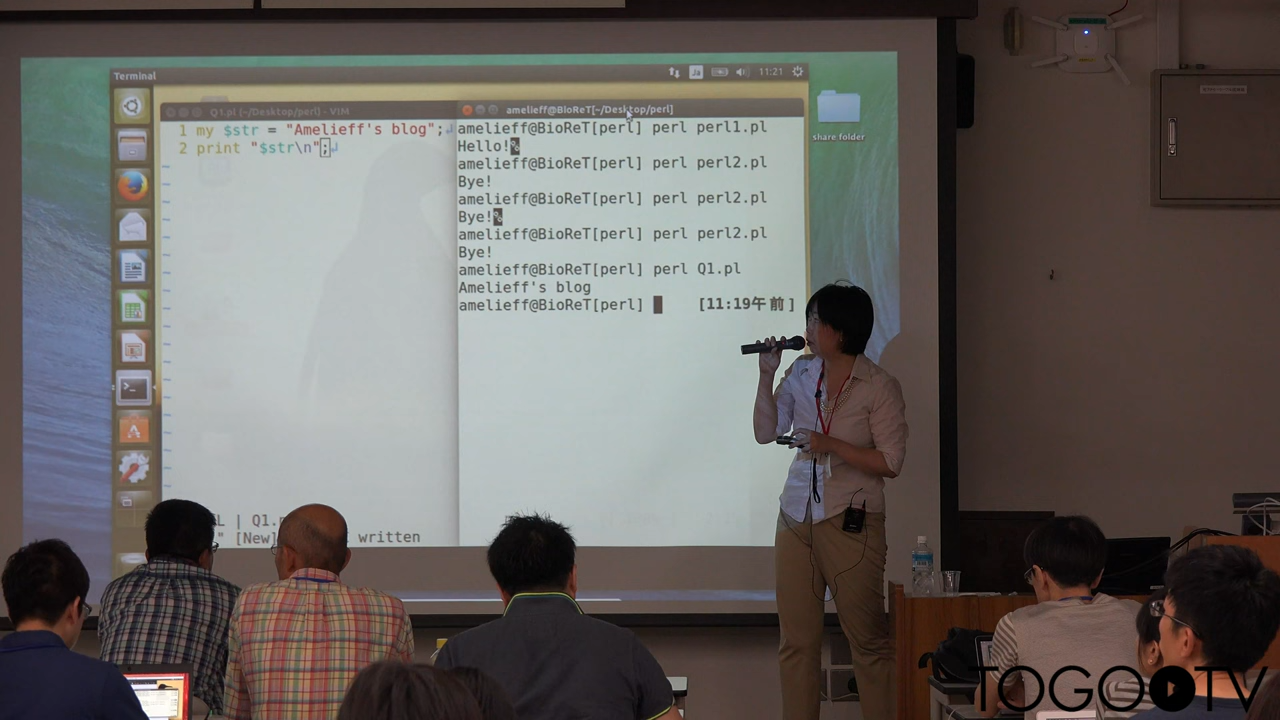 Terminal
Ja
11:21
Q1.pl (~/Desktop/perl) - VIM
1 my $str = "Amelieff's blog";
2 print "$str\n";
L | Q1.
" [New] written
amelieff@BioReT[~/Desktop/perl]
amelieff@BioReT[perl] perl perl1.pl
Hello!%
amelieff@BioReT[perl] perl perl2.pl
Bye!
amelieff@BioReT[perl] perl perl2.pl
Bye!%
amelieff@BioReT[perl] perl perl2.pl
Bye!
amelieff@BioReT[perl] perl Q1.pl
Amelieff's blog
amelieff@BioReT[perl] [11:19午前]
share folder
TOGOTV